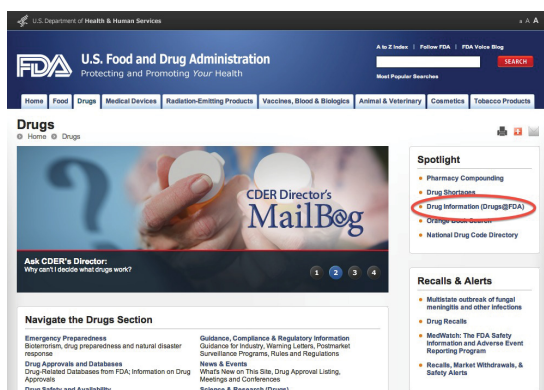 U.S. Department of Health & Human Services
a A A
A to Z Index | Follow FDA | FDA Voice Blog
FDA
U.S. Food and Drug Administration
Protecting and Promoting Your Health
SEARCH
Most Popular Searches
Home Food Drugs Medical Devices Radiation-Emitting Products Vaccines, Blood & Biologics Animal & Veterinary Cosmetics Tobacco Products
Drugs
Home Drugs
CDER Director's
MailBag
Ask CDER's Director:
Why can't I decide what drugs work?
1 2 3 4
Spotlight
Pharmacy Compounding
Drug Shortages
Drug Information (Drugs@FDA)
Orange Book Search
National Drug Code Directory
Recalls & Alerts
Multistate outbreak of fungal
meningitis and other infections
Drug Recalls
MedWatch: The FDA Safety
Information and Adverse Event
Reporting Program
Recalls, Market Withdrawals, &
Safety Alerts
Navigate the Drugs Section
Emergency Preparedness
Bioterrorism, drug preparedness and natural disaster
response
Drug Approvals and Databases
Drug-Related Databases from FDA; Information on Drug
Approvals
Drug Safety and Availability
Guidance, Compliance & Regulatory Information
Guidance for Industry, Warning Letters, Postmarket
Surveillance Programs, Rules and Regulations
News & Events
What's New on This Site, Drug Approval Listing,
Meetings and Conferences
Science & Research (Drugs)